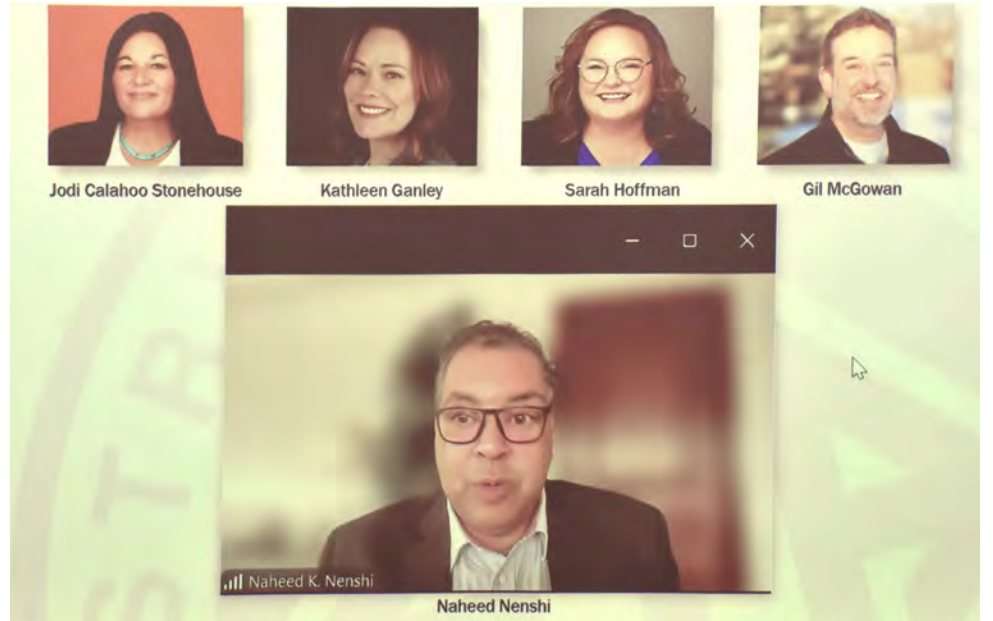 Jodi Calahoo Stonehouse
Kathleen Ganley
Sarah Hoffman
Gil McGowan
Naheed K. Nenshi
Naheed Nenshi